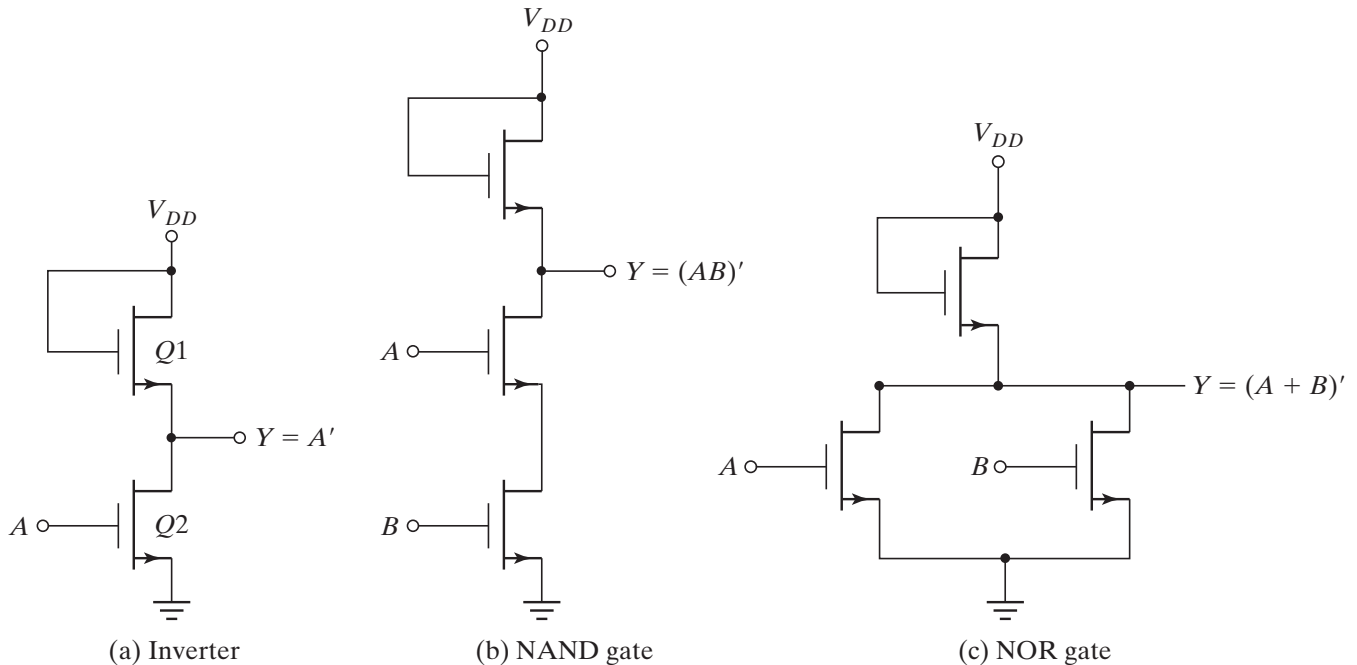 V_DD
Q1
Y = A′
A
Q2
(a) Inverter
V_DD
Y = (AB)′
A
B
(b) NAND gate
V_DD
Y = (A + B)′
A
B
(c) NOR gate